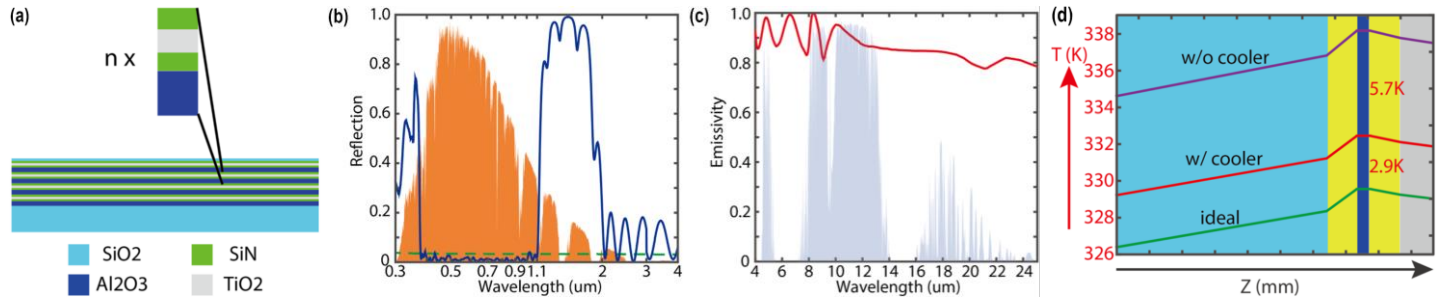 (a)
n x
SiO2
SiN
Al2O3
TiO2
(b)
Reflection
1.0
0.8
0.6
0.4
0.2
0
0.3
0.5
0.7
0.9
1.1
2
3
4
Wavelength (um)
(c)
Emissivity
1.0
0.8
0.6
0.4
0.2
0
4
6
8
10
12
14
16
18
20
22
24
Wavelength (um)
(d)
T (K)
338
336
334
332
330
329
328
326
w/o cooler
5.7K
w/ cooler
2.9K
ideal
Z (mm)